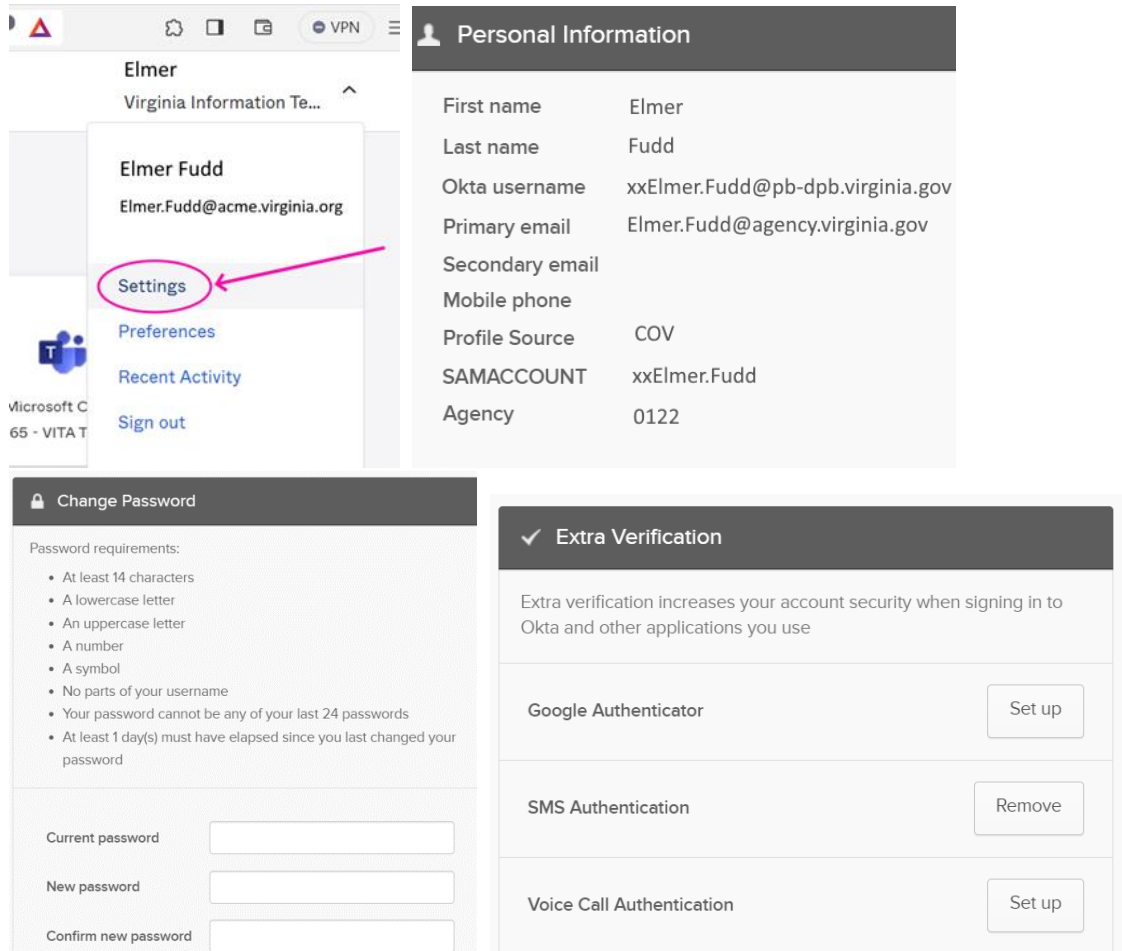 VPN
Elmer
Virginia Information Te...
Elmer Fudd
Elmer.Fudd@acme.virginia.org
Settings
Preferences
Recent Activity
Sign out
T
Microsoft
65 - VITA T
Personal Information
First name Elmer
Last name Fudd
Okta username xxElmer.Fudd@pb-dpb.virginia.gov
Primary email Elmer.Fudd@agency.virginia.gov
Secondary email
Mobile phone
Profile Source COV
SAMACCOUNT xxElmer.Fudd
Agency 0122
Change Password
Password requirements:
• At least 14 characters
• A lowercase letter
• An uppercase letter
• A number
• A symbol
• No parts of your username
• Your password cannot be any of your last 24 passwords
• At least 1 day(s) must have elapsed since you last changed your
password
Current password
New password
Confirm new password
Extra Verification
Extra verification increases your account security when signing in to
Okta and other applications you use
Google Authenticator Set up
SMS Authentication Remove
Voice Call Authentication Set up